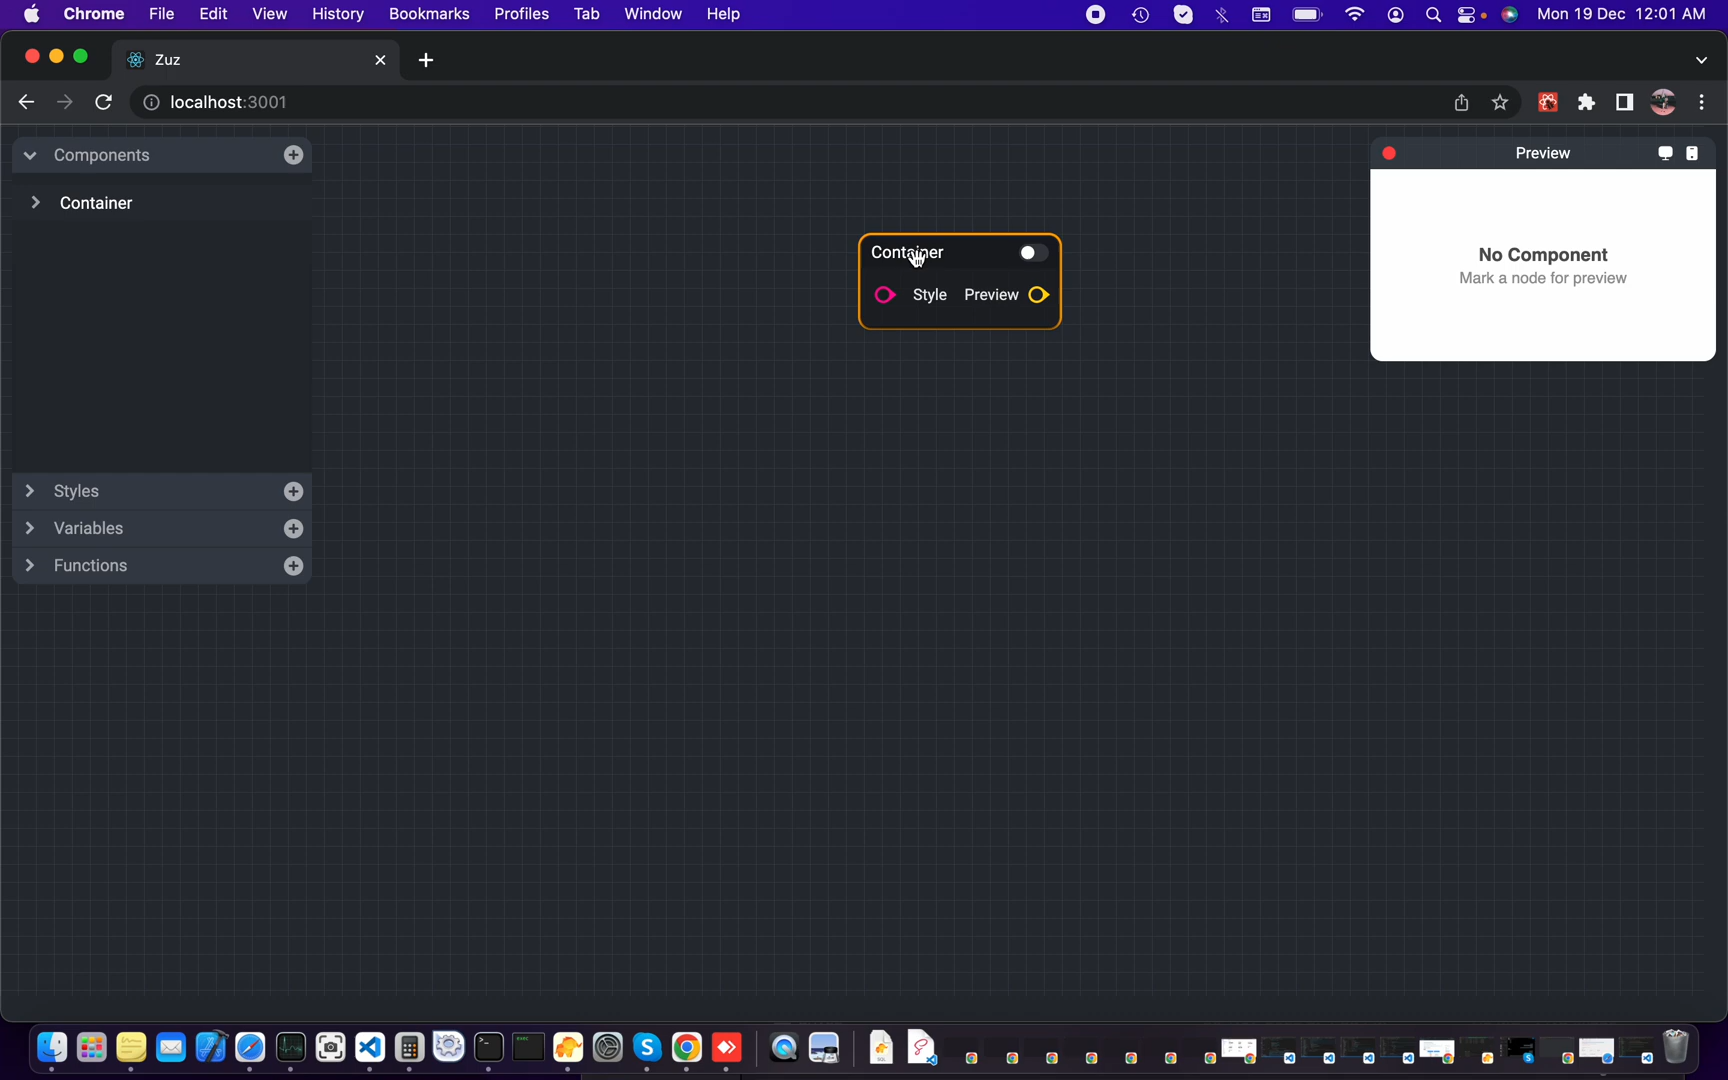 Chrome File Edit View History Bookmarks Profiles Tab Window Help Mon 19 Dec 12:01 AM
Zuz
localhost:3001
Components
Container
Styles
Variables
Functions
Container
Style Preview
Preview
No Component
Mark a node for preview